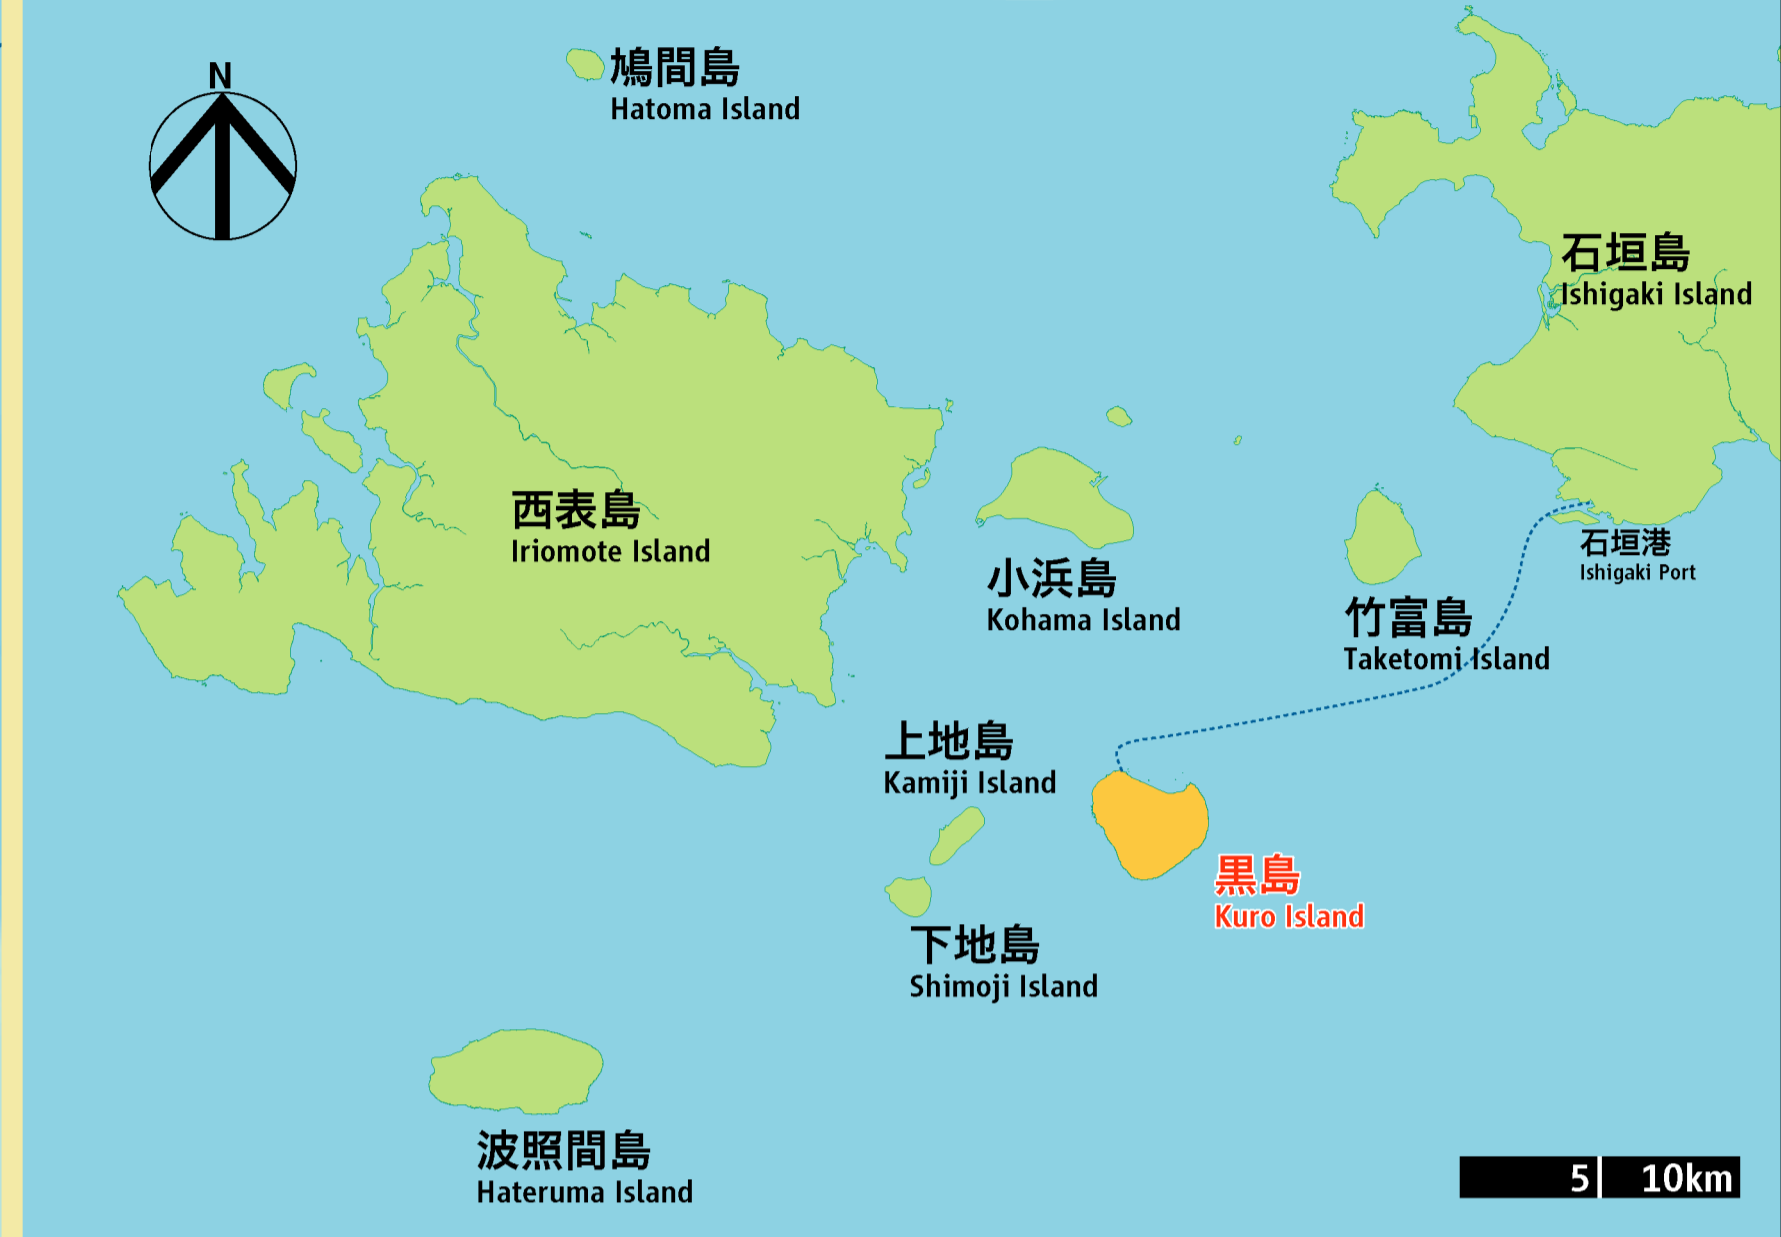 N
鳩間島
Hatoma Island
石垣島
Ishigaki Island
西表島
Iriomote Island
石垣港
Ishigaki Port
小浜島
Kohama Island
竹富島
Taketomi Island
上地島
Kamiji Island
黒島
Kuro Island
下地島
Shimoji Island
波照間島
Hateruma Island
5 10km